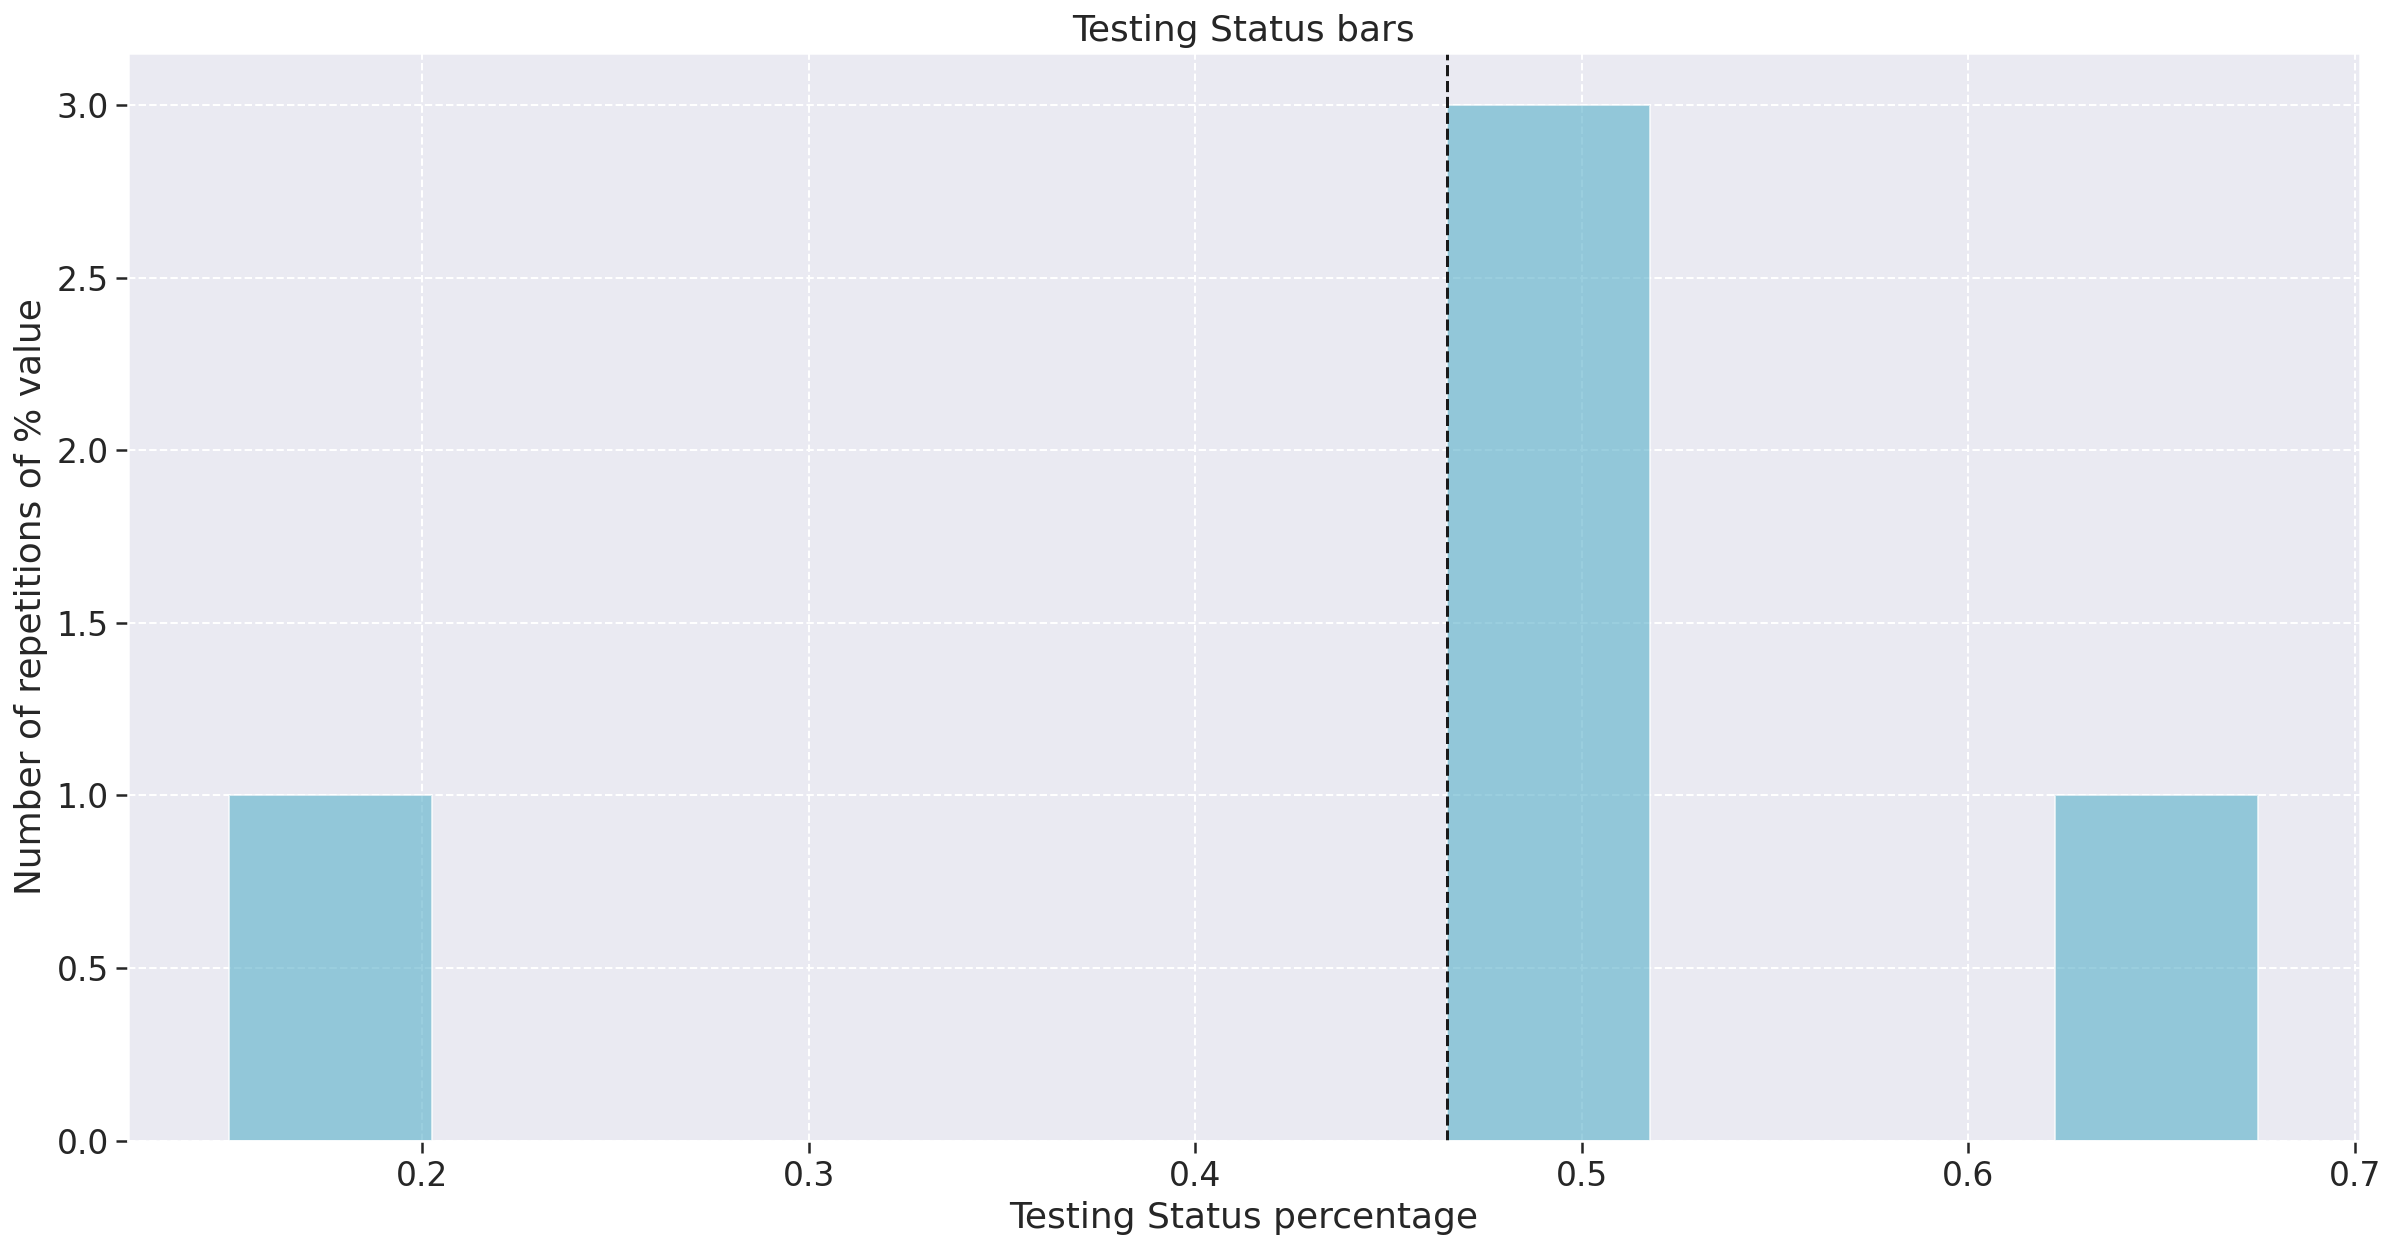 Testing Status bars
Number of repetitions of % value
3.0
2.5
2.0
1.5
1.0
0.5
0.0
0.2 0.3 0.4 0.5 0.6 0.7
Testing Status percentage